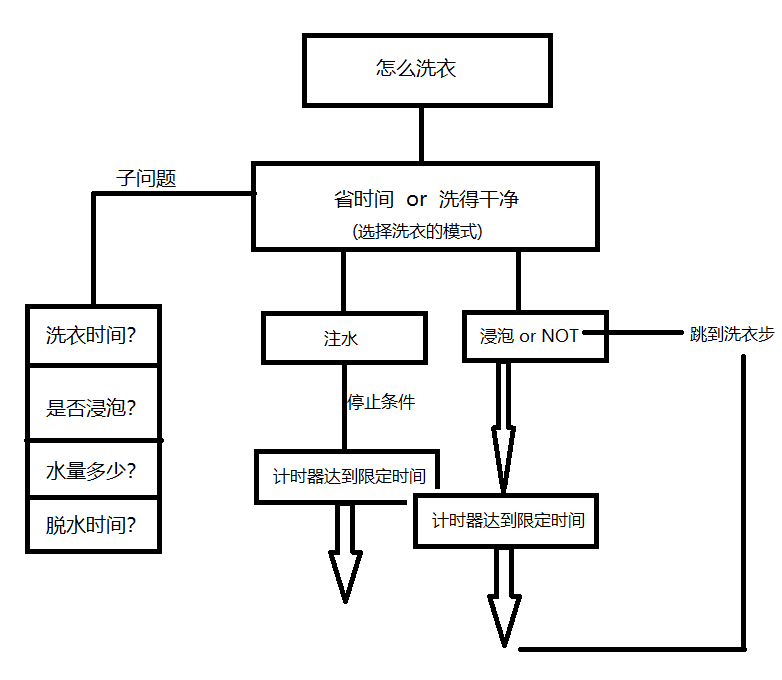 怎么洗衣
子问题
省时间 or 洗得干净
(选择洗衣的模式)
洗衣时间?
是否浸泡?
水量多少?
脱水时间?
注水
停止条件
计时器达到限定时间
浸泡 or NOT
跳到洗衣步
计时器达到限定时间